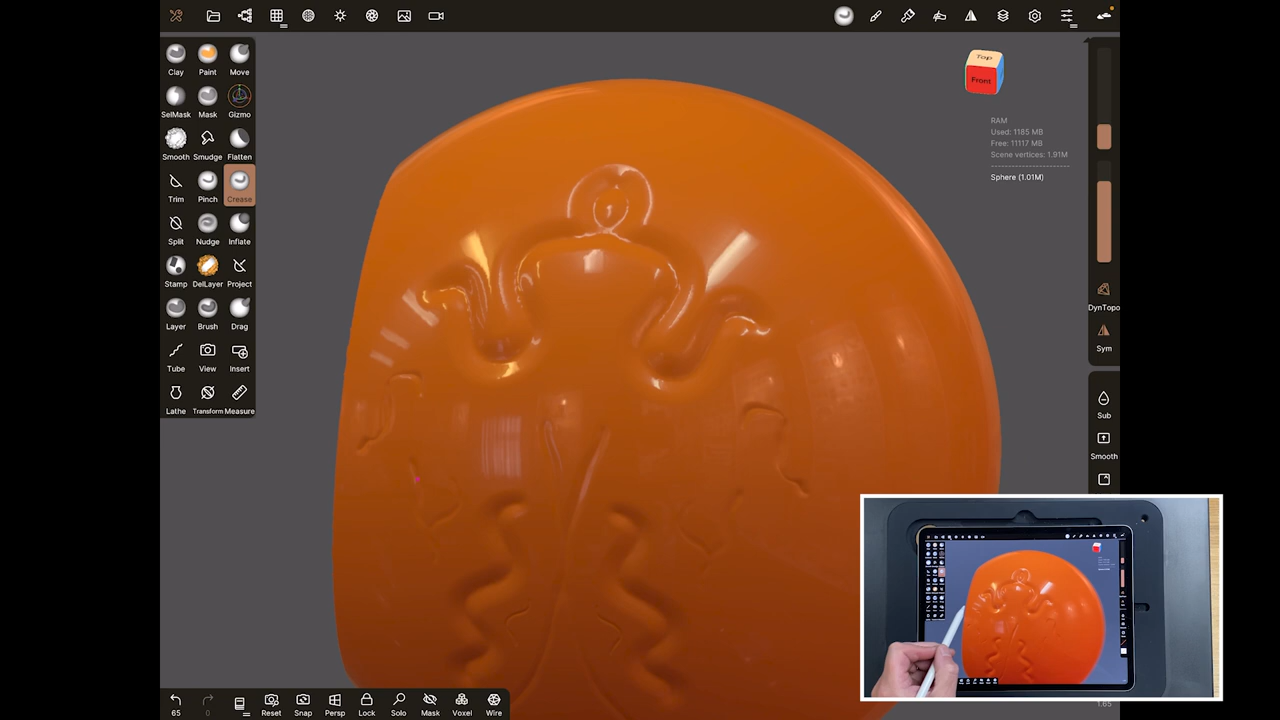 Top
Front
RAM
Used: 1185 MB
Free: 11117 MB
Scene vertices: 1.91M
Sphere (1.01M)
Clay Paint Move
SelMask Mask Gizmo
Smooth Smudge Flatten
Trim Pinch Crease
Split Nudge Inflate
Stamp DelLayer Project
Layer Brush Drag
Tube View Insert
Lathe Transform Measure
DynTopo
Sym
Sub
Smooth
65 0 Reset Snap Persp Lock Solo Mask Voxel Wire
1.65